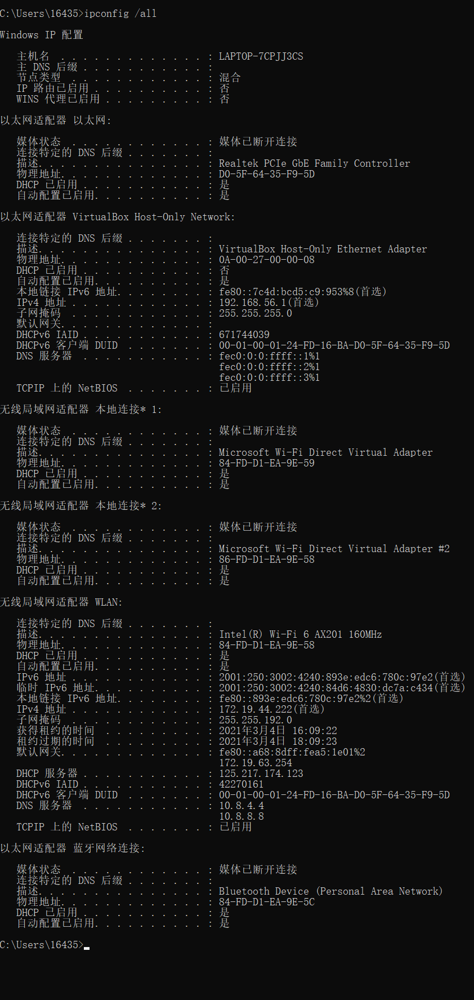 C:\Users\16435>ipconfig /all
Windows IP 配置
主机名 . . . . . . . . . . . . . : LAPTOP-7CPJJ3CS
主 DNS 后缀 . . . . . . . . . . . :
节点类型 . . . . . . . . . . . . : 混合
IP 路由已启用 . . . . . . . . . . : 否
WINS 代理已启用 . . . . . . . . . : 否
以太网适配器 以太网:
媒体状态 . . . . . . . . . . . . : 媒体已断开连接
连接特定的 DNS 后缀 . . . . . . . :
描述. . . . . . . . . . . . . . . : Realtek PCIe GbE Family Controller
物理地址. . . . . . . . . . . . . : D0-5F-64-35-F9-5D
DHCP 已启用 . . . . . . . . . . . : 是
自动配置已启用. . . . . . . . . . : 是
以太网适配器 VirtualBox Host-Only Network:
连接特定的 DNS 后缀 . . . . . . . :
描述. . . . . . . . . . . . . . . : VirtualBox Host-Only Ethernet Adapter
物理地址. . . . . . . . . . . . . : 0A-00-27-00-00-08
DHCP 已启用 . . . . . . . . . . . : 否
自动配置已启用. . . . . . . . . . : 是
本地链接 IPv6 地址. . . . . . . . : fe80::7c4d:bcd5:c9:953%8(首选)
IPv4 地址 . . . . . . . . . . . . : 192.168.56.1(首选)
子网掩码 . . . . . . . . . . . . : 255.255.255.0
默认网关. . . . . . . . . . . . . :
DHCPv6 IAID . . . . . . . . . . . : 671744039
DHCPv6 客户端 DUID . . . . . . . : 00-01-00-01-24-FD-16-BA-D0-5F-64-35-F9-5D
DNS 服务器 . . . . . . . . . . . : fec0:0:0:ffff::1%1
fec0:0:0:ffff::2%1
fec0:0:0:ffff::3%1
TCPIP 上的 NetBIOS . . . . . . . : 已启用
无线局域网适配器 本地连接* 1:
媒体状态 . . . . . . . . . . . . : 媒体已断开连接
连接特定的 DNS 后缀 . . . . . . . :
描述. . . . . . . . . . . . . . . : Microsoft Wi-Fi Direct Virtual Adapter
物理地址. . . . . . . . . . . . . : 84-FD-D1-EA-9E-59
DHCP 已启用 . . . . . . . . . . . : 是
自动配置已启用. . . . . . . . . . : 是
无线局域网适配器 本地连接* 2:
媒体状态 . . . . . . . . . . . . : 媒体已断开连接
连接特定的 DNS 后缀 . . . . . . . :
描述. . . . . . . . . . . . . . . : Microsoft Wi-Fi Direct Virtual Adapter #2
物理地址. . . . . . . . . . . . . : 86-FD-D1-EA-9E-58
DHCP 已启用 . . . . . . . . . . . : 是
自动配置已启用. . . . . . . . . . : 是
无线局域网适配器 WLAN:
连接特定的 DNS 后缀 . . . . . . . :
描述. . . . . . . . . . . . . . . : Intel(R) Wi-Fi 6 AX201 160MHz
物理地址. . . . . . . . . . . . . : 84-FD-D1-EA-9E-58
DHCP 已启用 . . . . . . . . . . . : 是
自动配置已启用. . . . . . . . . . : 是
IPv6 地址 . . . . . . . . . . . . : 2001:250:3002:4240:893e:edc6:780c:97e2(首选)
临时 IPv6 地址. . . . . . . . . . : 2001:250:3002:4240:84d6:4830:dc7a:c434(首选)
本地链接 IPv6 地址. . . . . . . . : fe80::893e:edc6:780c:97e2%2(首选)
IPv4 地址 . . . . . . . . . . . . : 172.19.44.222(首选)
子网掩码 . . . . . . . . . . . . : 255.255.192.0
获得租约的时间 . . . . . . . . . : 2021年3月4日 16:09:22
租约过期的时间 . . . . . . . . . : 2021年3月4日 18:09:23
默认网关. . . . . . . . . . . . . : fe80::a68:8dff:fea5:1e01%2
172.19.63.254
DHCP 服务器 . . . . . . . . . . . : 125.217.174.123
DHCPv6 IAID . . . . . . . . . . . : 42270161
DHCPv6 客户端 DUID . . . . . . . : 00-01-00-01-24-FD-16-BA-D0-5F-64-35-F9-5D
DNS 服务器 . . . . . . . . . . . : 10.8.4.4
10.8.8.8
TCPIP 上的 NetBIOS . . . . . . . : 已启用
以太网适配器 蓝牙网络连接:
媒体状态 . . . . . . . . . . . . : 媒体已断开连接
连接特定的 DNS 后缀 . . . . . . . :
描述. . . . . . . . . . . . . . . : Bluetooth Device (Personal Area Network)
物理地址. . . . . . . . . . . . . : 84-FD-D1-EA-9E-5C
DHCP 已启用 . . . . . . . . . . . : 是
自动配置已启用. . . . . . . . . . : 是
C:\Users\16435>